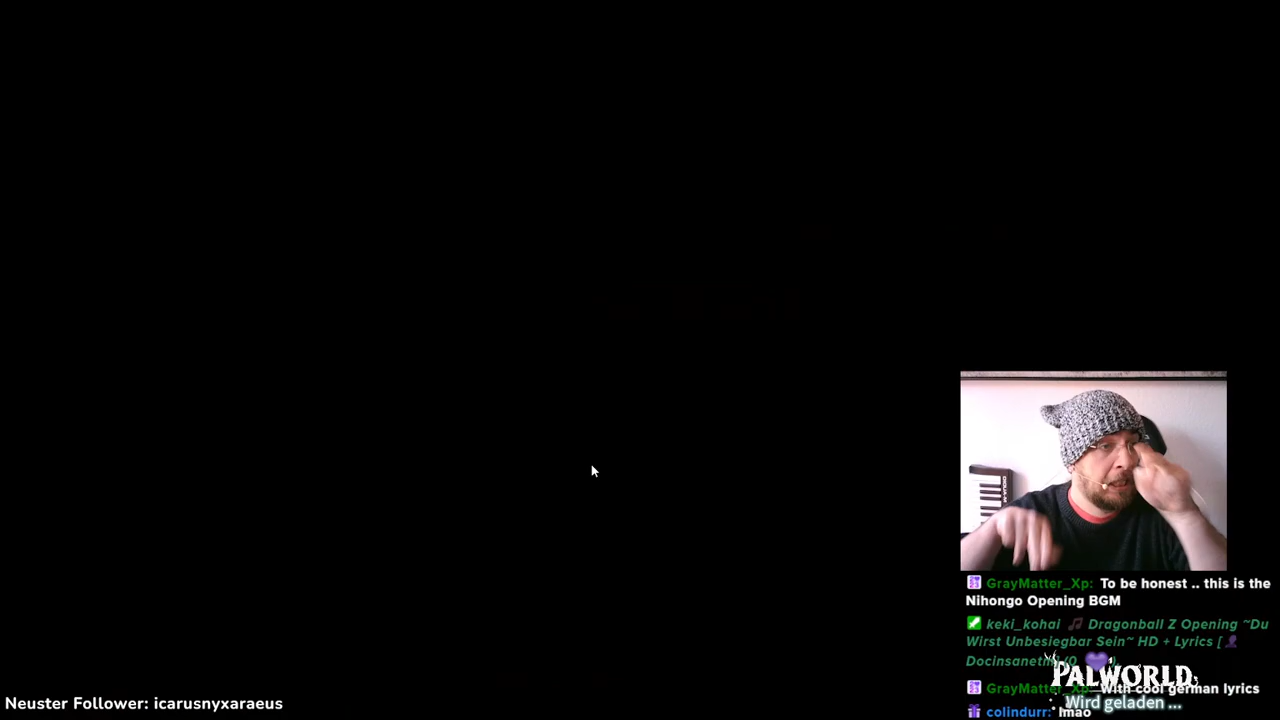 GrayMatter_Xp: To be honest .. this is the
Nihongo Opening BGM
keki_kohai 🎵 Dragonball Z Opening ~Du
Wirst Unbesiegbar Sein~ HD + Lyrics [👤
PALWORLD
GrayMatter_Xp: With cool german lyrics
Wird geladen ...
colindurr: lmao
Neuster Follower: icarusnyxaraeus